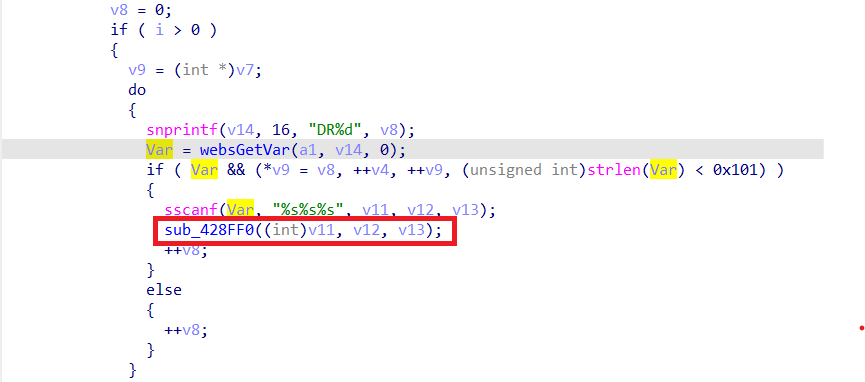 v8 = 0;
if ( i > 0 )
{
v9 = (int *)v7;
do
{
snprintf(v14, 16, "DR%d", v8);
Var = websGetVar(a1, v14, 0);
if ( Var && (*v9 = v8, ++v4, ++v9, (unsigned int)strlen(Var) < 0x101) )
{
sscanf(Var, "%s%s%s", v11, v12, v13);
sub_428FF0((int)v11, v12, v13);
++v8;
}
else
{
++v8;
}
}